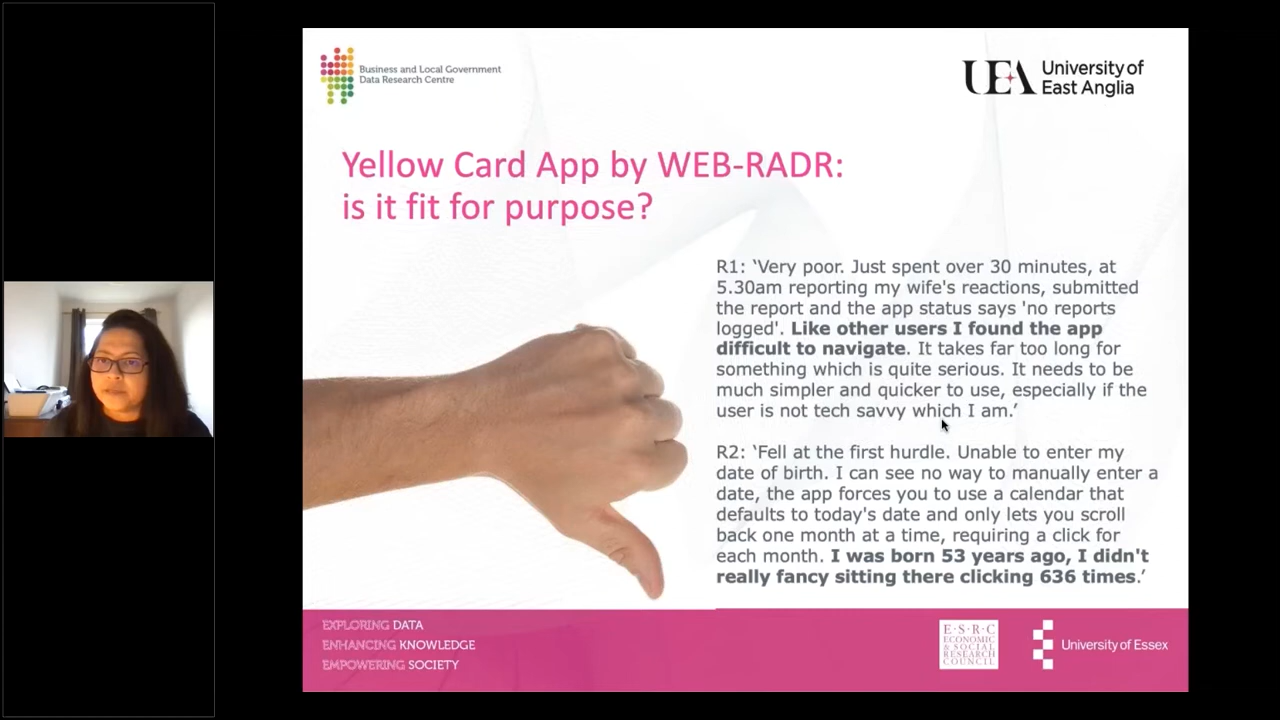 Business and Local Government
Data Research Centre
UEA University of
East Anglia
Yellow Card App by WEB-RADR:
is it fit for purpose?
R1: ‘Very poor. Just spent over 30 minutes, at
5.30am reporting my wife's reactions, submitted
the report and the app status says 'no reports
logged'. Like other users I found the app
difficult to navigate. It takes far too long for
something which is quite serious. It needs to be
much simpler and quicker to use, especially if the
user is not tech savvy which I am.’
R2: ‘Fell at the first hurdle. Unable to enter my
date of birth. I can see no way to manually enter a
date, the app forces you to use a calendar that
defaults to today's date and only lets you scroll
back one month at a time, requiring a click for
each month. I was born 53 years ago, I didn't
really fancy sitting there clicking 636 times.’
EXPLORING DATA
ENHANCING KNOWLEDGE
EMPOWERING SOCIETY
E·S·R·C
ECONOMIC
& SOCIAL
RESEARCH
COUNCIL
University of Essex